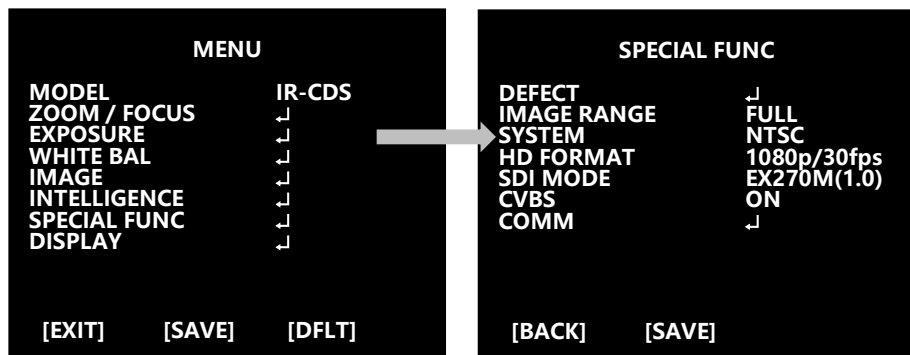 MENU
MODEL IR-CDS
ZOOM / FOCUS ↵
EXPOSURE ↵
WHITE BAL ↵
IMAGE ↵
INTELLIGENCE ↵
SPECIAL FUNC ↵
DISPLAY ↵
[EXIT] [SAVE] [DFLT]
SPECIAL FUNC
DEFECT ↵
IMAGE RANGE FULL
SYSTEM NTSC
HD FORMAT 1080p/30fps
SDI MODE EX270M(1.0)
CVBS ON
COMM ↵
[BACK] [SAVE]